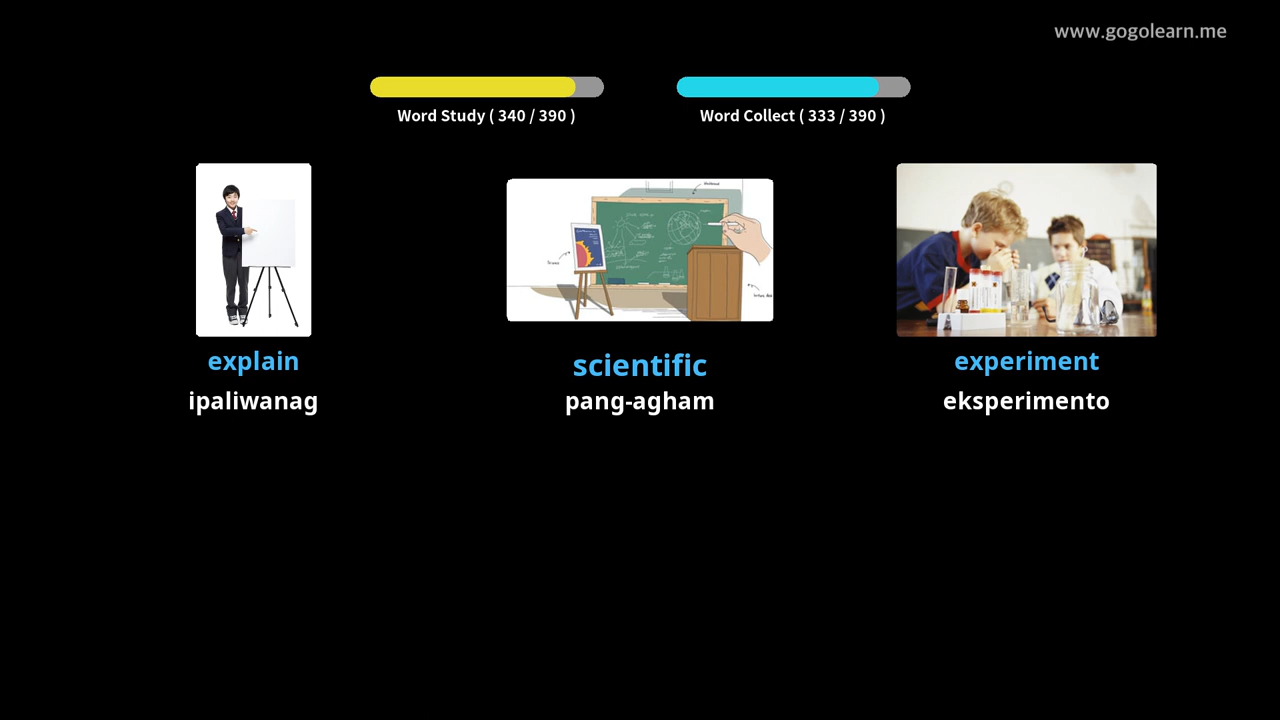 www.gogolearn.me
Word Study ( 340 / 390 )
Word Collect ( 333 / 390 )
explain
ipaliwanag
scientific
pang-agham
experiment
eksperimento